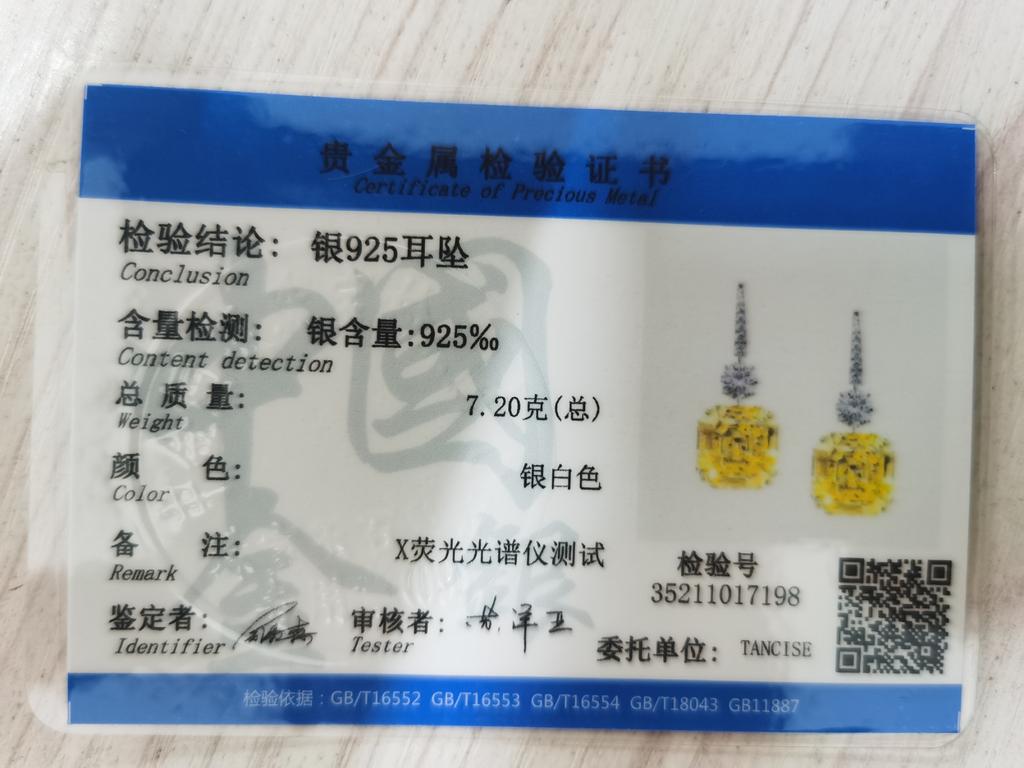 贵金属检验证书
Certificate of Precious Metal
检验结论: 银925耳坠
Conclusion
含量检测: 银含量:925‰
Content detection
总质量: 7.20克(总)
Weight
颜色: 银白色
Color
备注: X荧光光谱仪测试
Remark
鉴定者:
Identifier
审核者:
Tester
检验号
35211017198
委托单位: TANCISE
检验依据：GB/T16552 GB/T16553 GB/T16554 GB/T18043 GB11887